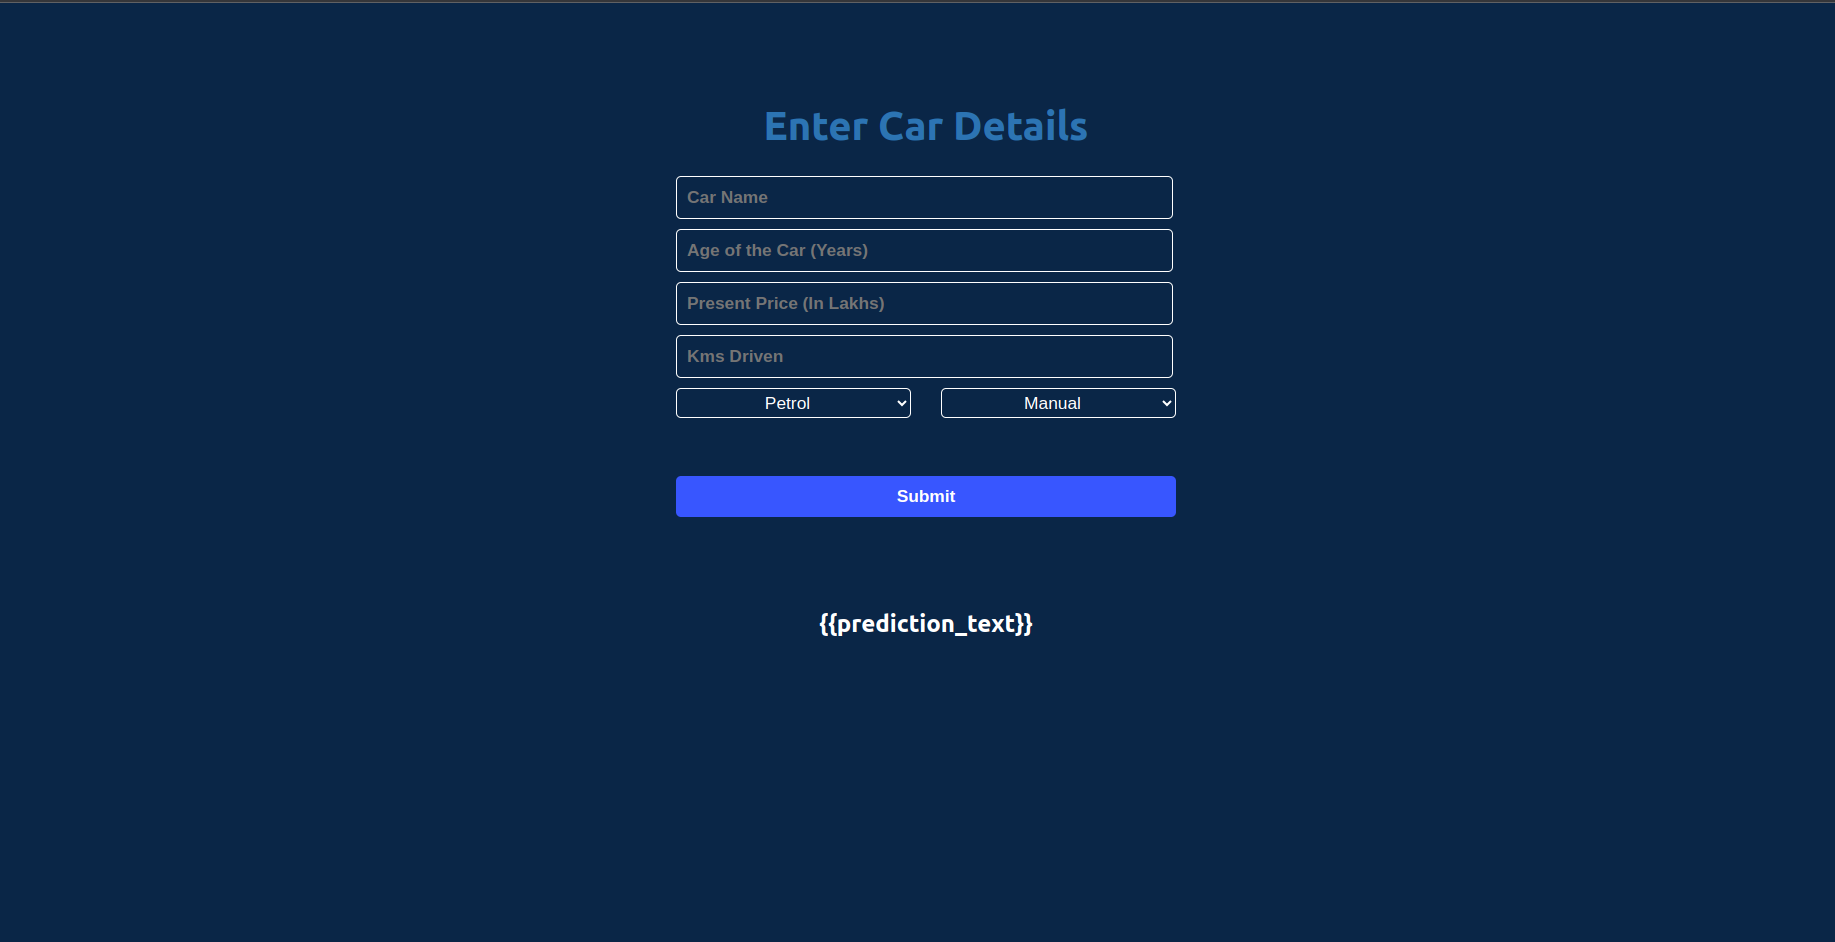 Enter Car Details
Car Name
Age of the Car (Years)
Present Price (In Lakhs)
Kms Driven
Petrol Manual
Submit
{{prediction_text}}